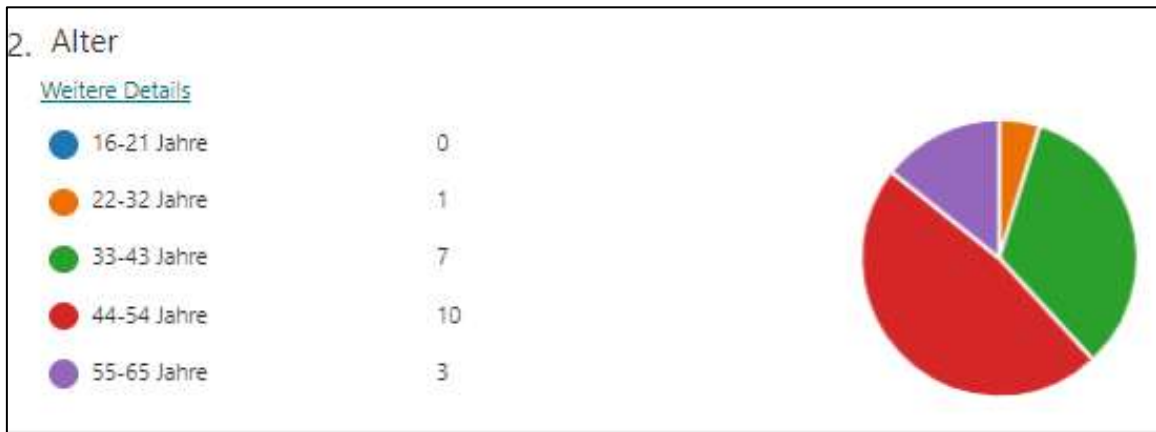 2. Alter
Weitere Details
16-21 Jahre 0
22-32 Jahre 1
33-43 Jahre 7
44-54 Jahre 10
55-65 Jahre 3